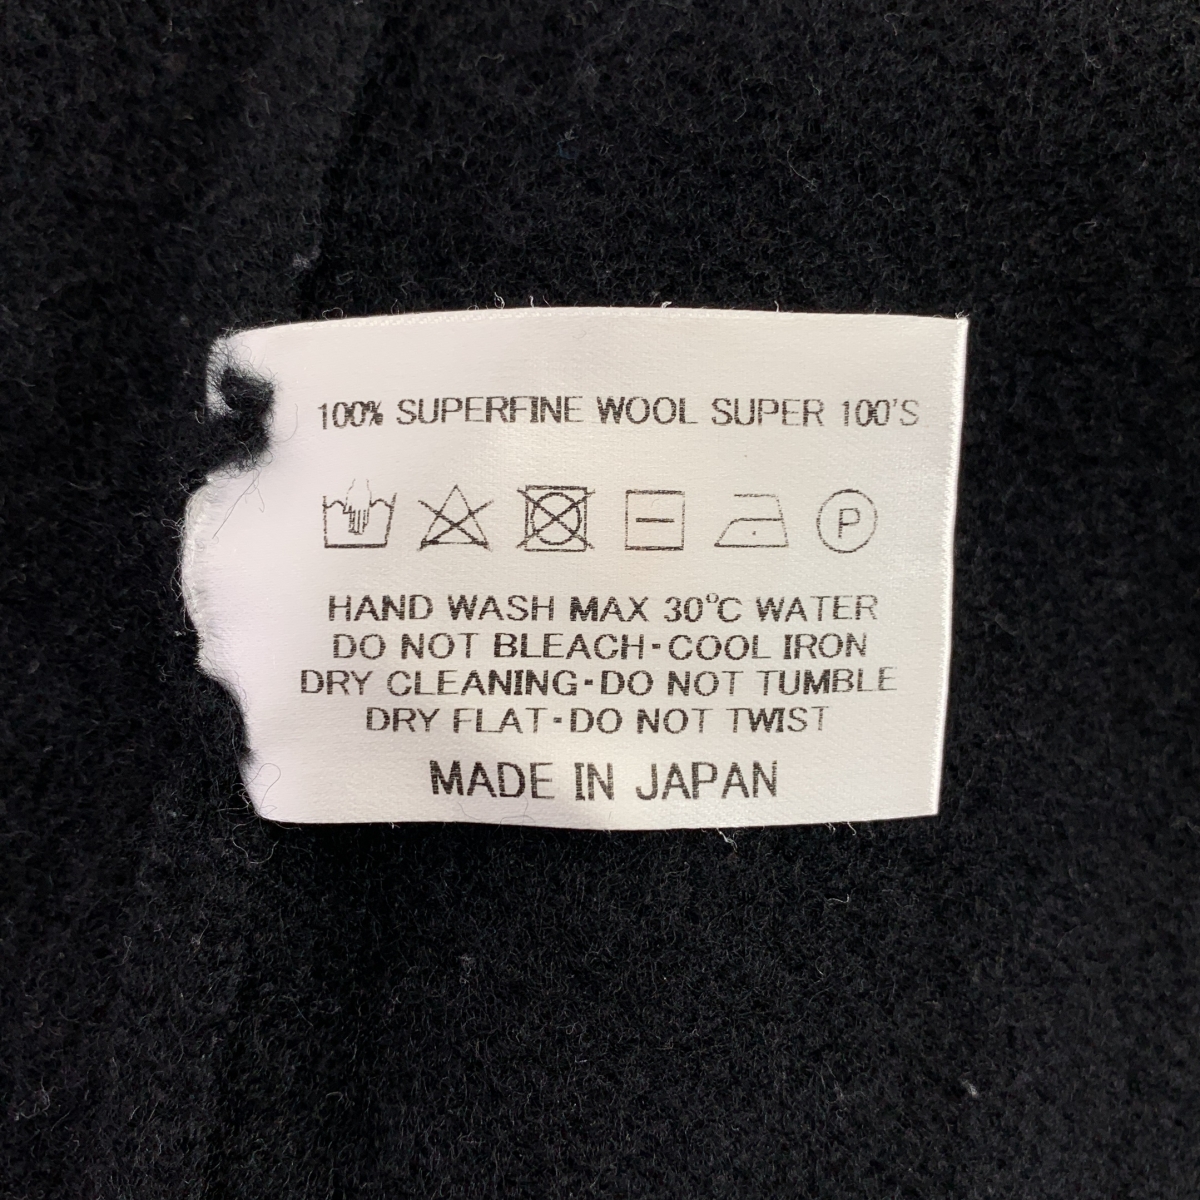 100% SUPERFINE WOOL SUPER 100'S
P
HAND WASH MAX 30°C WATER
DO NOT BLEACH・COOL IRON
DRY CLEANING・DO NOT TUMBLE
DRY FLAT・DO NOT TWIST
MADE IN JAPAN